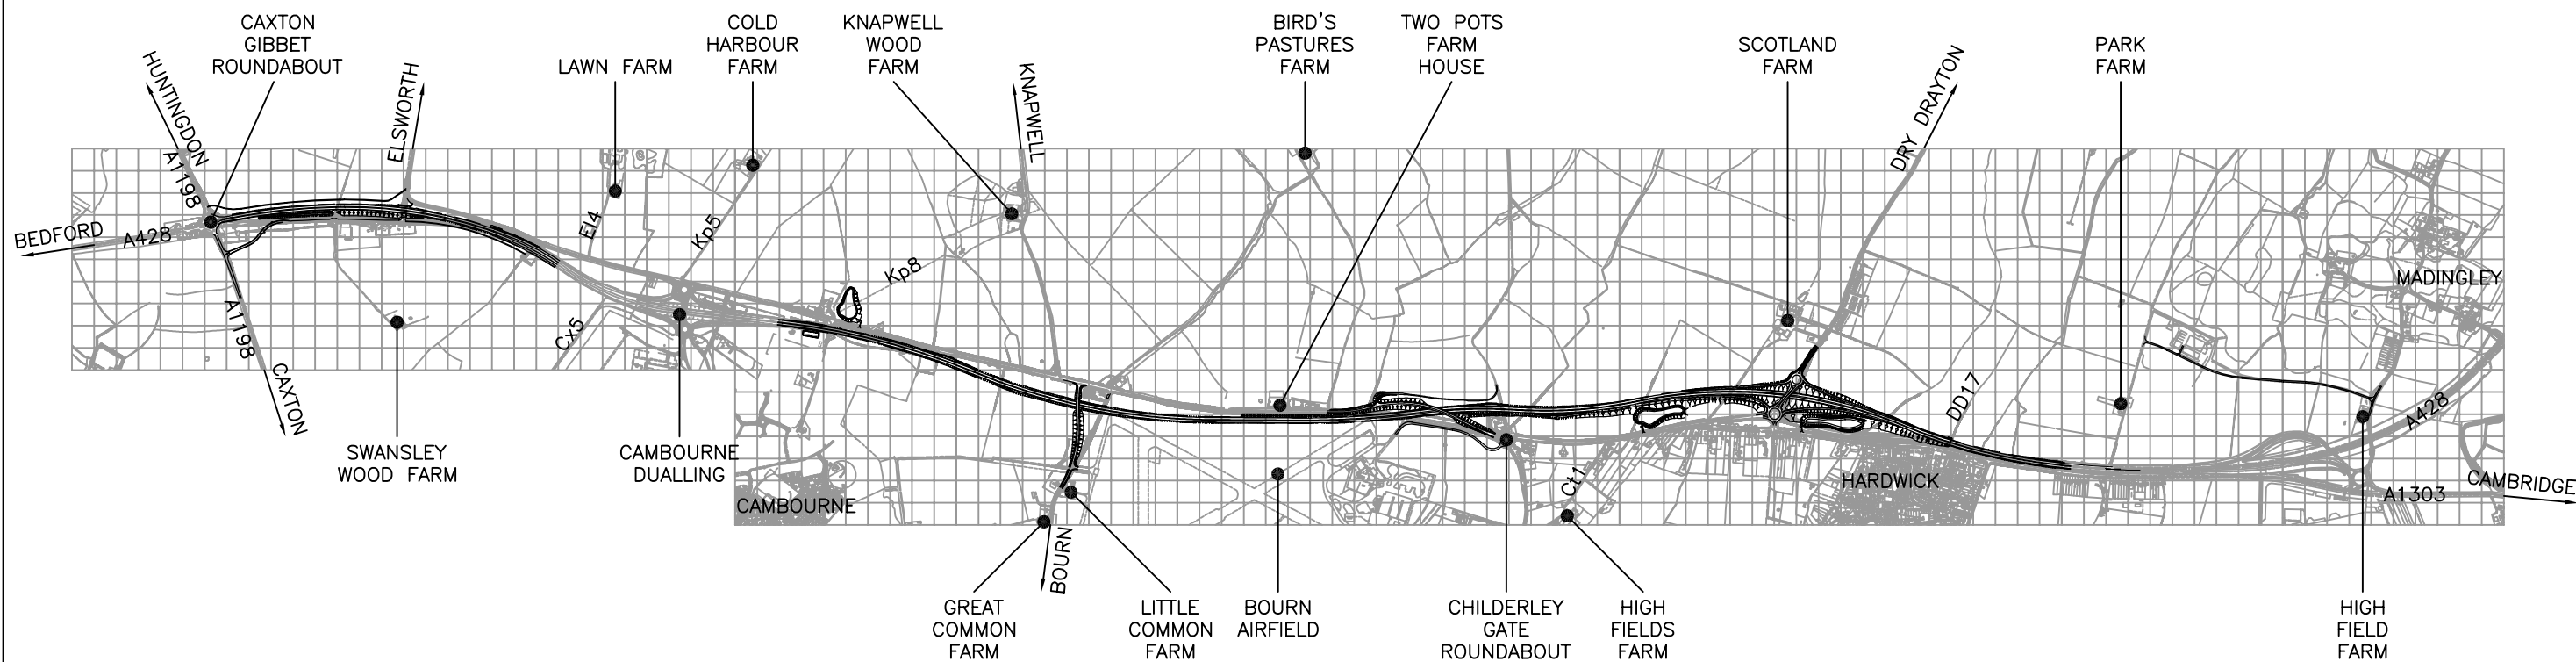 CAXTON
GIBBET
ROUNDABOUT
LAWN FARM
COLD
HARBOUR
FARM
KNAPWELL
WOOD
FARM
BIRD'S
PASTURES
FARM
TWO POTS
FARM
HOUSE
SCOTLAND
FARM
PARK
FARM
HUNTINGDON
ELSWORTH
KNAPWELL
DRY DRAYTON
A1198
BEDFORD
A428
El4
Kp5
Kp8
MADINGLEY
A1198
Cx5
CAXTON
DD17
A428
SWANSLEY
WOOD FARM
CAMBOURNE
DUALLING
CAMBOURNE
Ct1
HARDWICK
A1303
CAMBRIDGE
BOURN
GREAT
COMMON
FARM
LITTLE
COMMON
FARM
BOURN
AIRFIELD
CHILDERLEY
GATE
ROUNDABOUT
HIGH
FIELDS
FARM
HIGH
FIELD
FARM